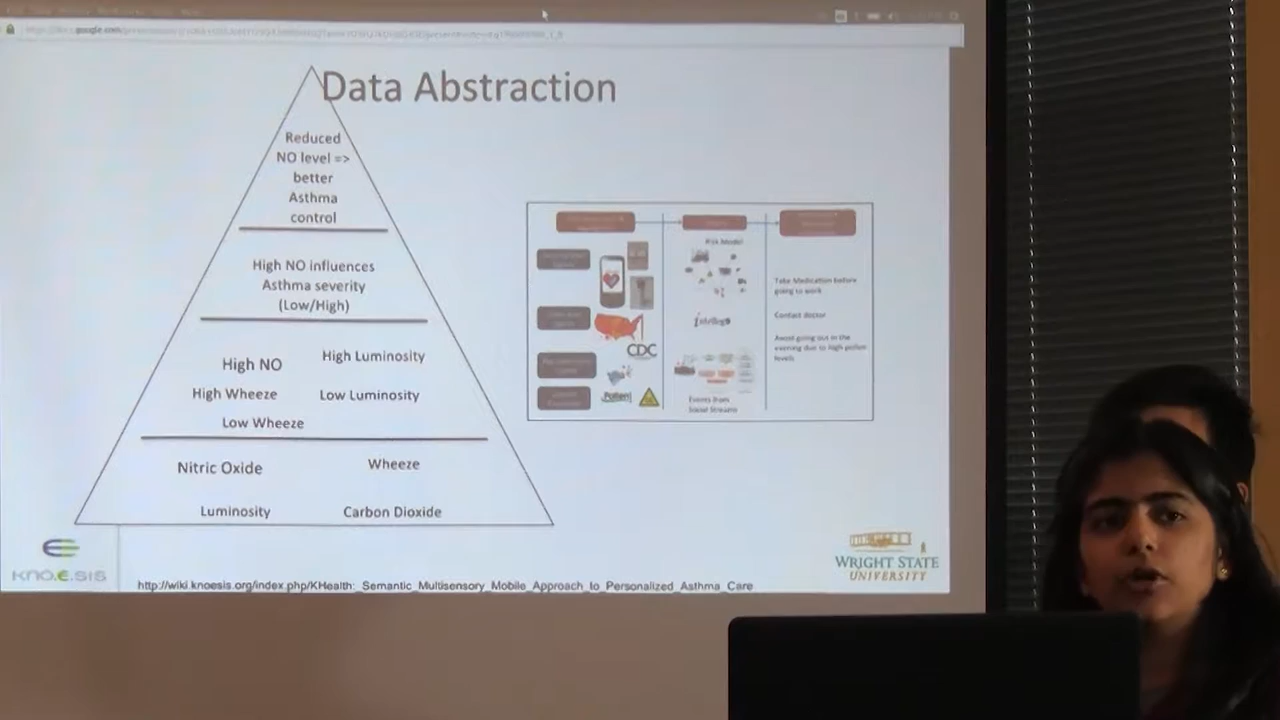 Data Abstraction
Reduced
NO level =>
better
Asthma
control
High NO influences
Asthma severity
(Low/High)
High NO
High Luminosity
High Wheeze
Low Luminosity
Low Wheeze
Nitric Oxide
Wheeze
Luminosity
Carbon Dioxide
Risk Model
CDC
Pollen
Events from
Social Streams
Take Medication before
going to work
Contact doctor
Avoid going out in the
evening due to high pollen
levels
KNO.E.SIS
WRIGHT STATE
UNIVERSITY
http://wiki.knoesis.org/index.php/KHealth:_Semantic_Multisensory_Mobile_Approach_to_Personalized_Asthma_Care